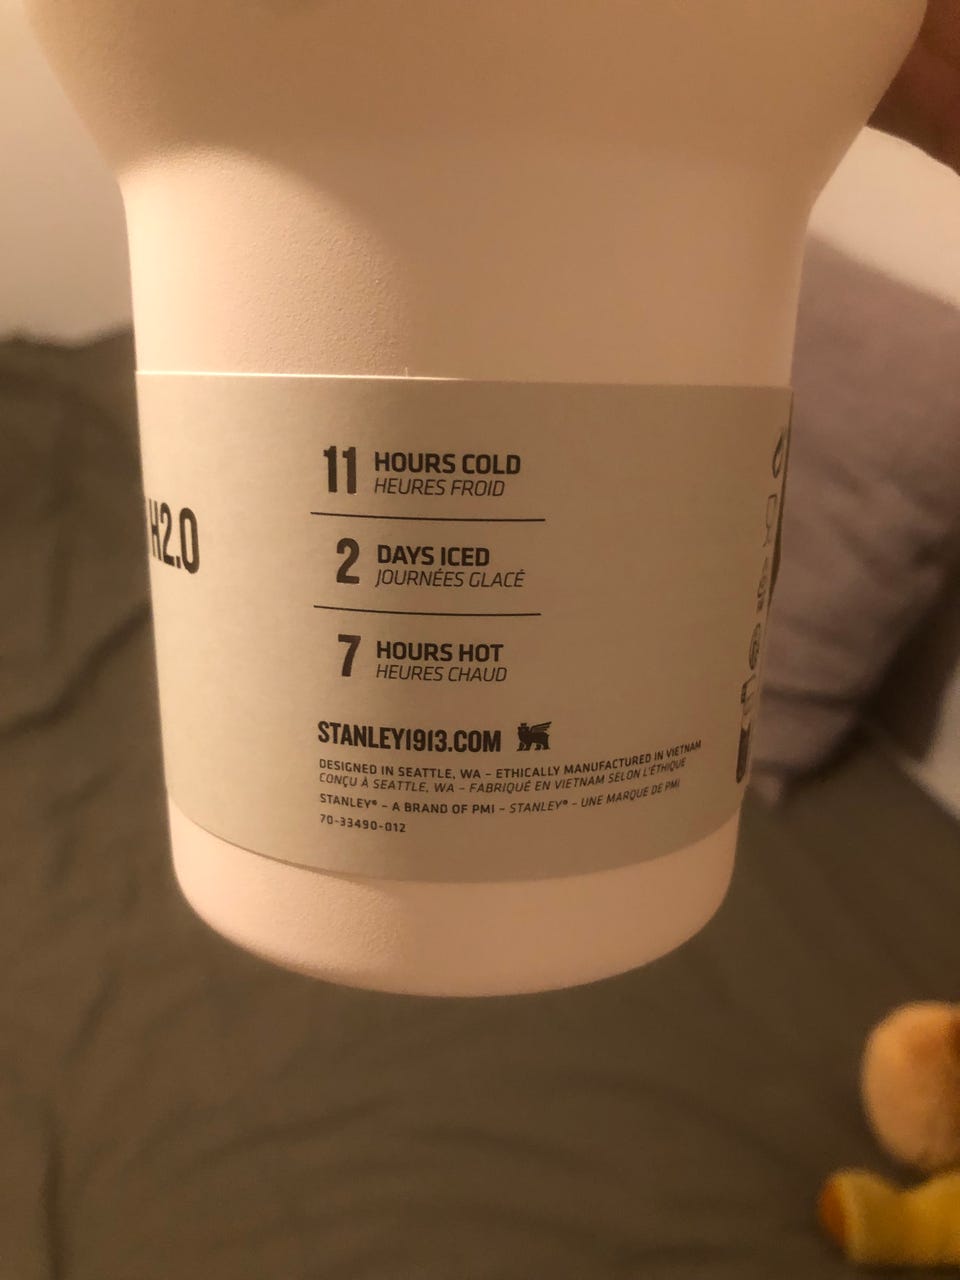 H2.0
11 HOURS COLD
HEURES FROID
2 DAYS ICED
JOURNÉES GLACÉ
7 HOURS HOT
HEURES CHAUD
STANLEY1913.COM
DESIGNED IN SEATTLE, WA – ETHICALLY MANUFACTURED IN VIETNAM
CONÇU À SEATTLE, WA – FABRIQUÉ EN VIETNAM SELON L'ÉTHIQUE
STANLEY® – A BRAND OF PMI – STANLEY® – UNE MARQUE DE PMI
70-33490-012